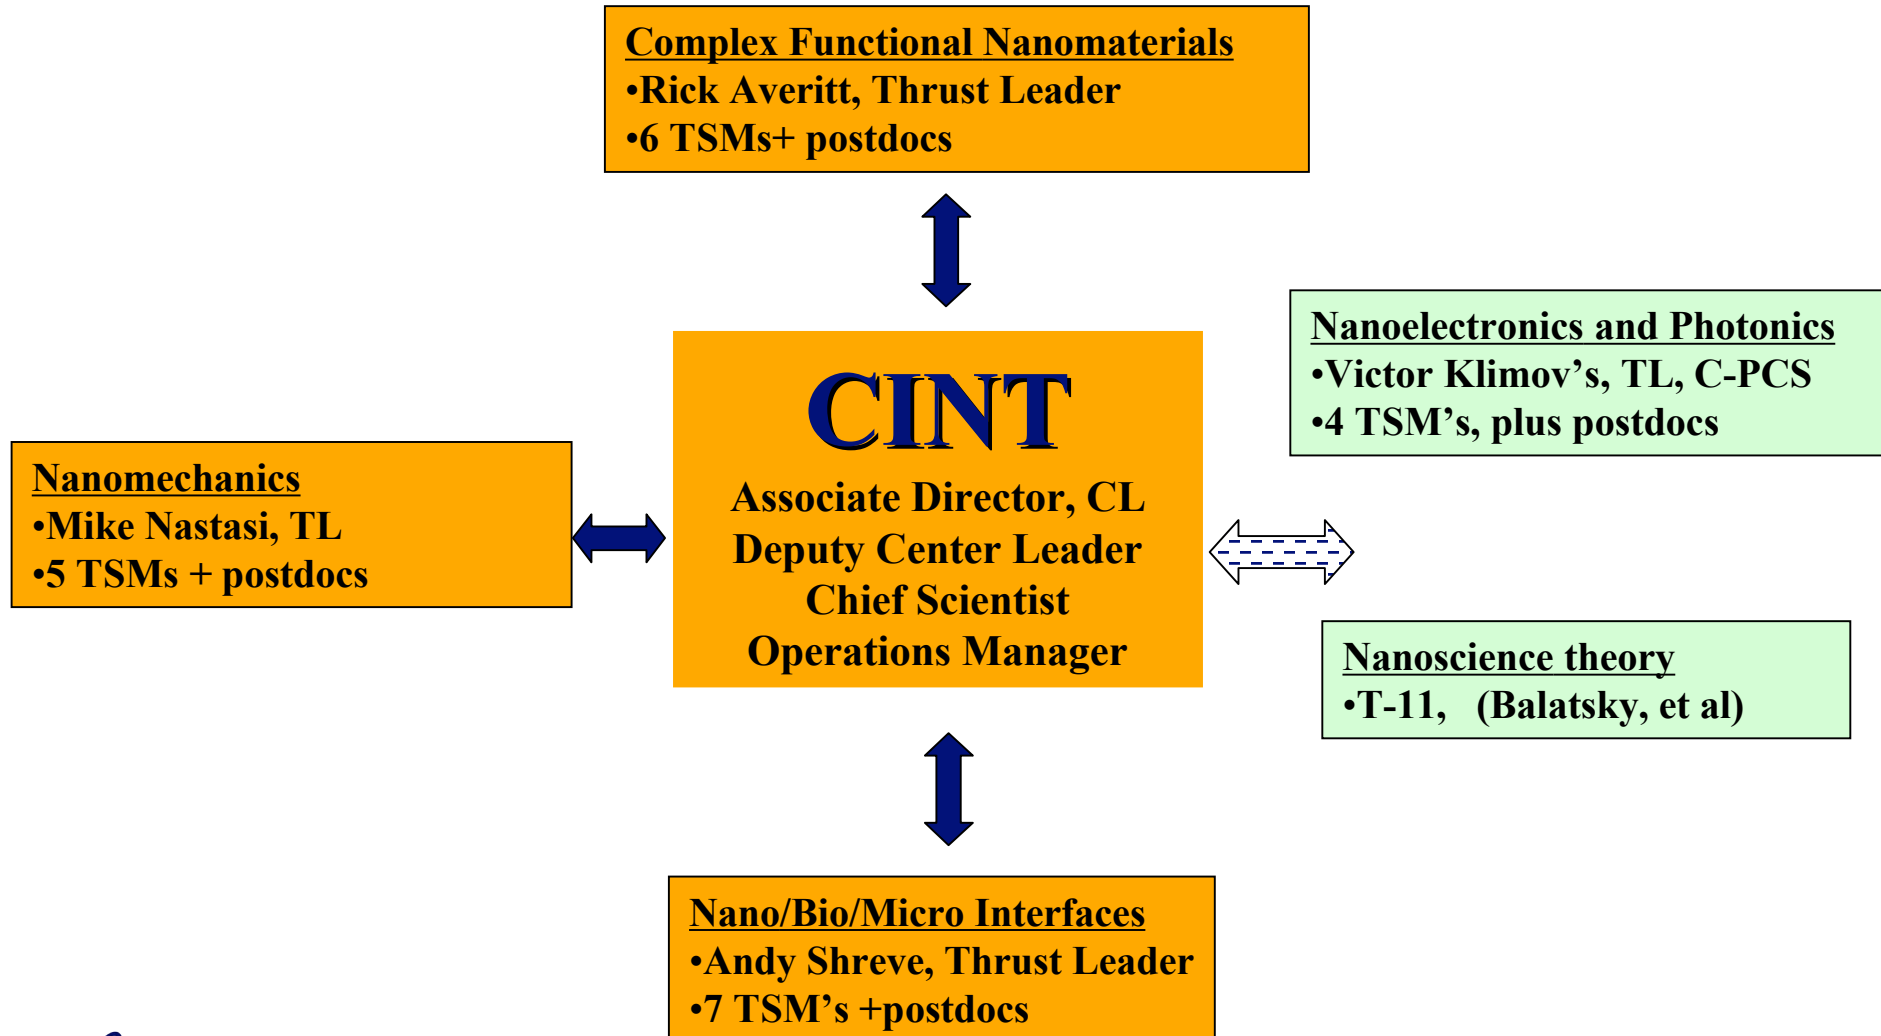 Complex Functional Nanomaterials
•Rick Averitt, Thrust Leader
•6 TSMs+ postdocs
Nanoelectronics and Photonics
•Victor Klimov’s, TL, C-PCS
•4 TSM’s, plus postdocs
CINT
Associate Director, CL
Deputy Center Leader
Chief Scientist
Operations Manager
Nanomechanics
•Mike Nastasi, TL
•5 TSMs + postdocs
Nanoscience theory
•T-11, (Balatsky, et al)
Nano/Bio/Micro Interfaces
•Andy Shreve, Thrust Leader
•7 TSM’s +postdocs